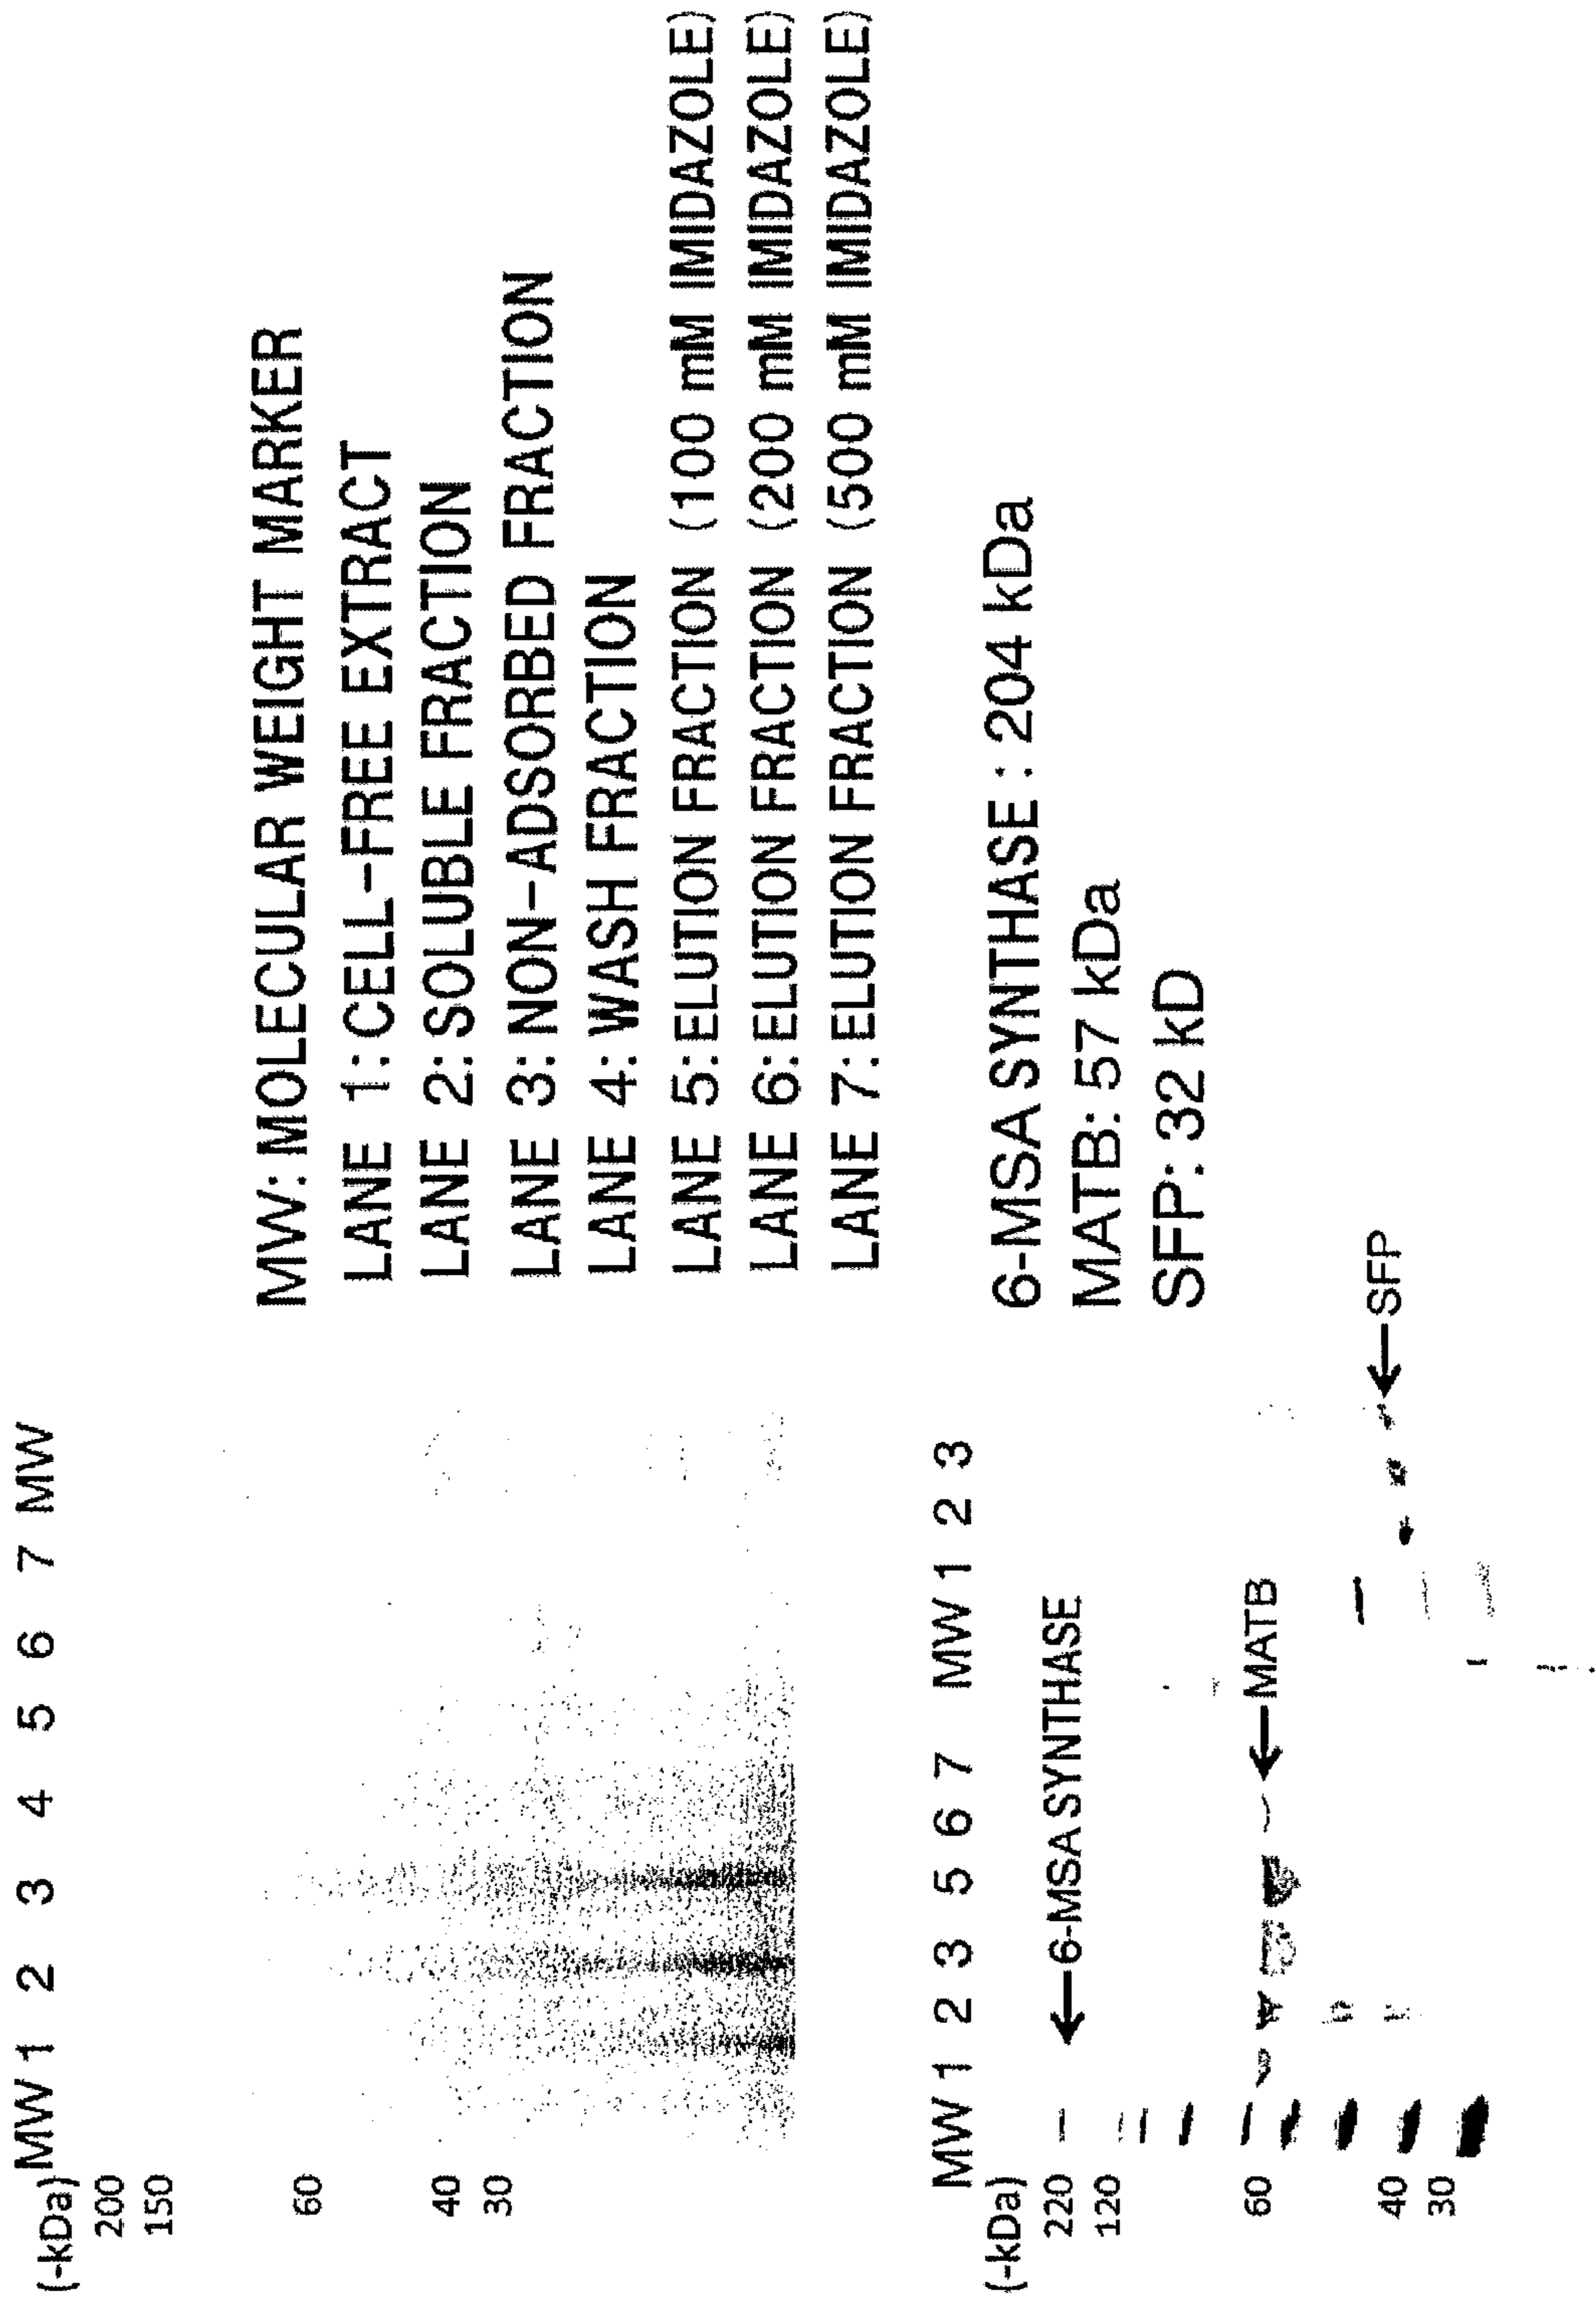 MW 1 2 3 4 5 6 7 MW
(-kDa)
200
150
60
40
30
MW: MOLECULAR WEIGHT MARKER
LANE 1: CELL-FREE EXTRACT
LANE 2: SOLUBLE FRACTION
LANE 3: NON-ADSORBED FRACTION
LANE 4: WASH FRACTION
LANE 5: ELUTION FRACTION (100 mM IMIDAZOLE)
LANE 6: ELUTION FRACTION (200 mM IMIDAZOLE)
LANE 7: ELUTION FRACTION (500 mM IMIDAZOLE)
MW 1 2 3 5 6 7 MW 1 2 3
(-kDa)
220
120
60
40
30
←6-MSA SYNTHASE
←MATB
←SFP
6-MSA SYNTHASE : 204 kDa
MATB: 57 kDa
SFP: 32 kD